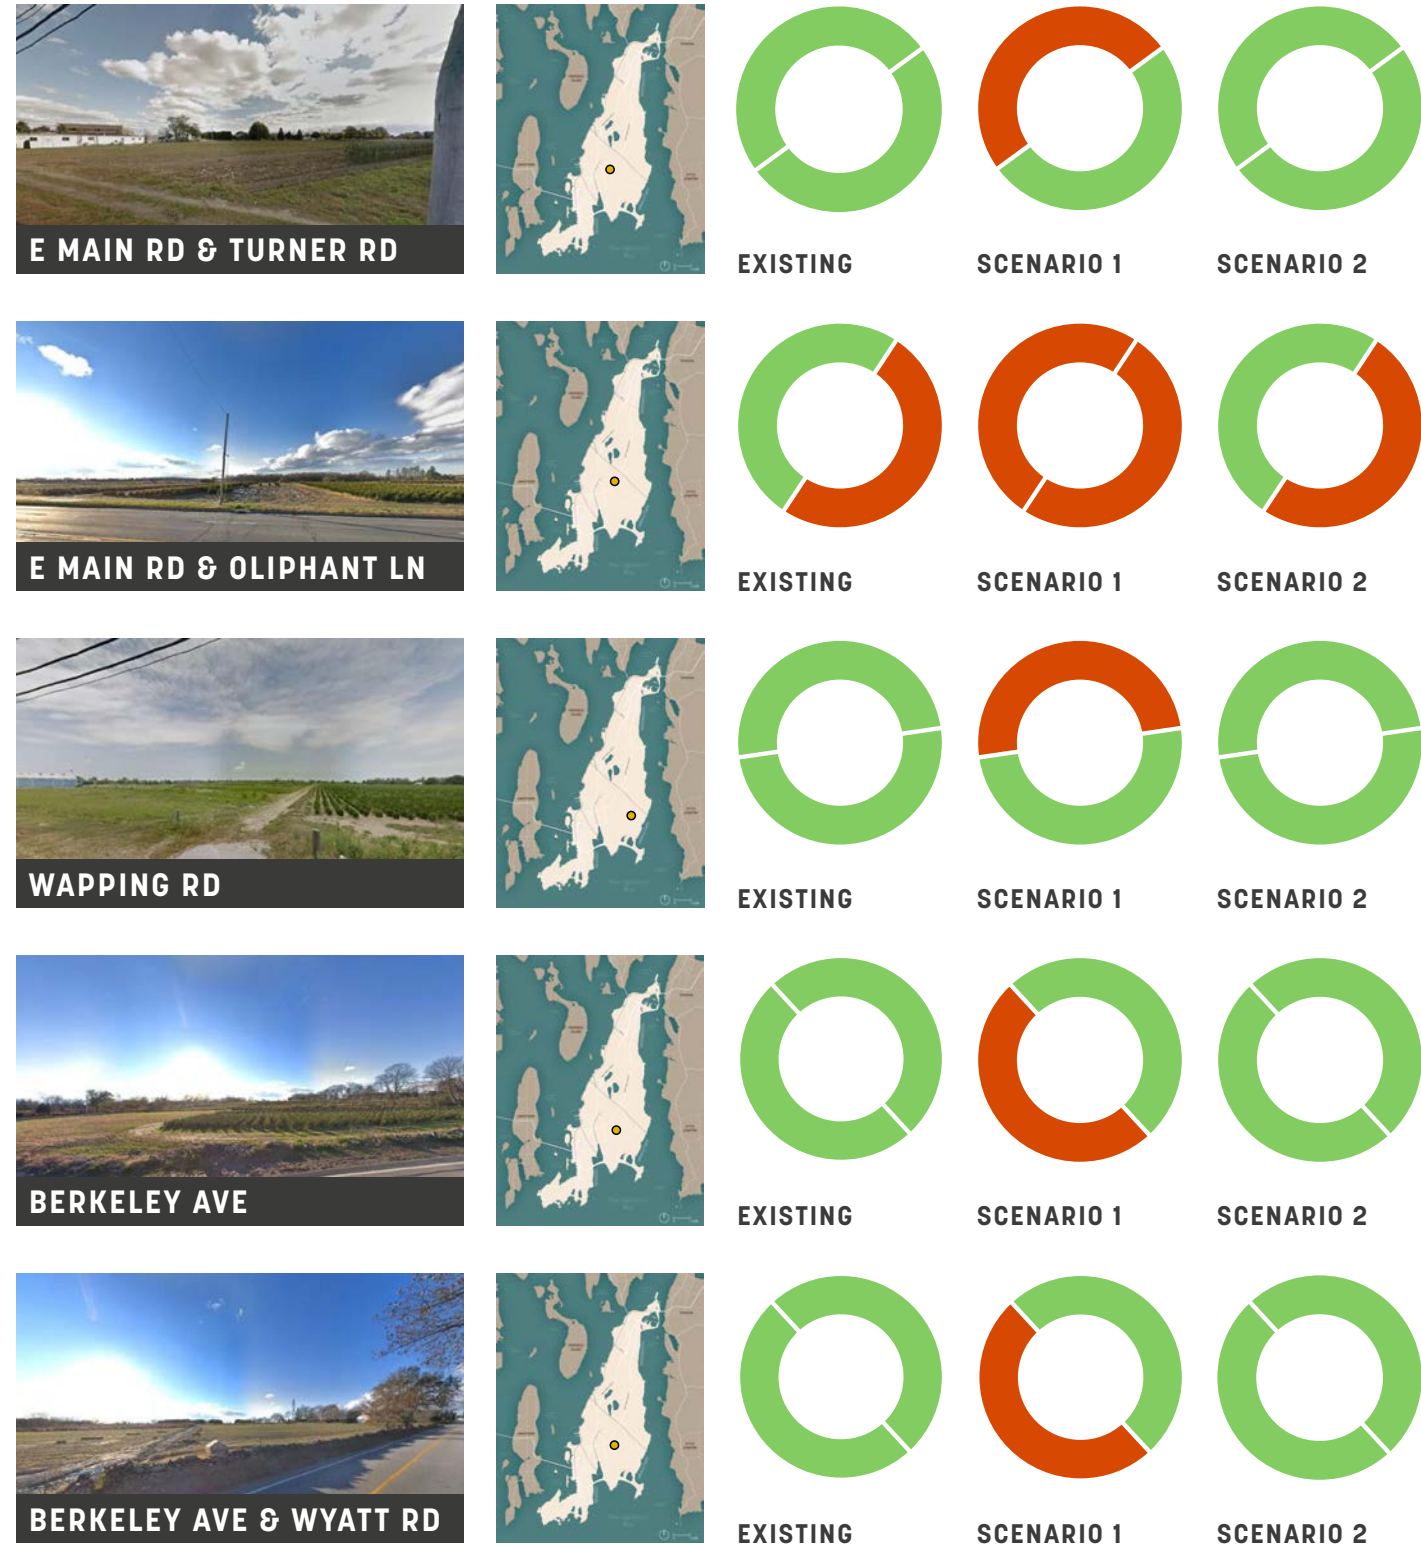 E MAIN RD & TURNER RD
EXISTING
SCENARIO 1
SCENARIO 2
E MAIN RD & OLIPHANT LN
EXISTING
SCENARIO 1
SCENARIO 2
WAPPING RD
EXISTING
SCENARIO 1
SCENARIO 2
BERKELEY AVE
EXISTING
SCENARIO 1
SCENARIO 2
BERKELEY AVE & WYATT RD
EXISTING
SCENARIO 1
SCENARIO 2